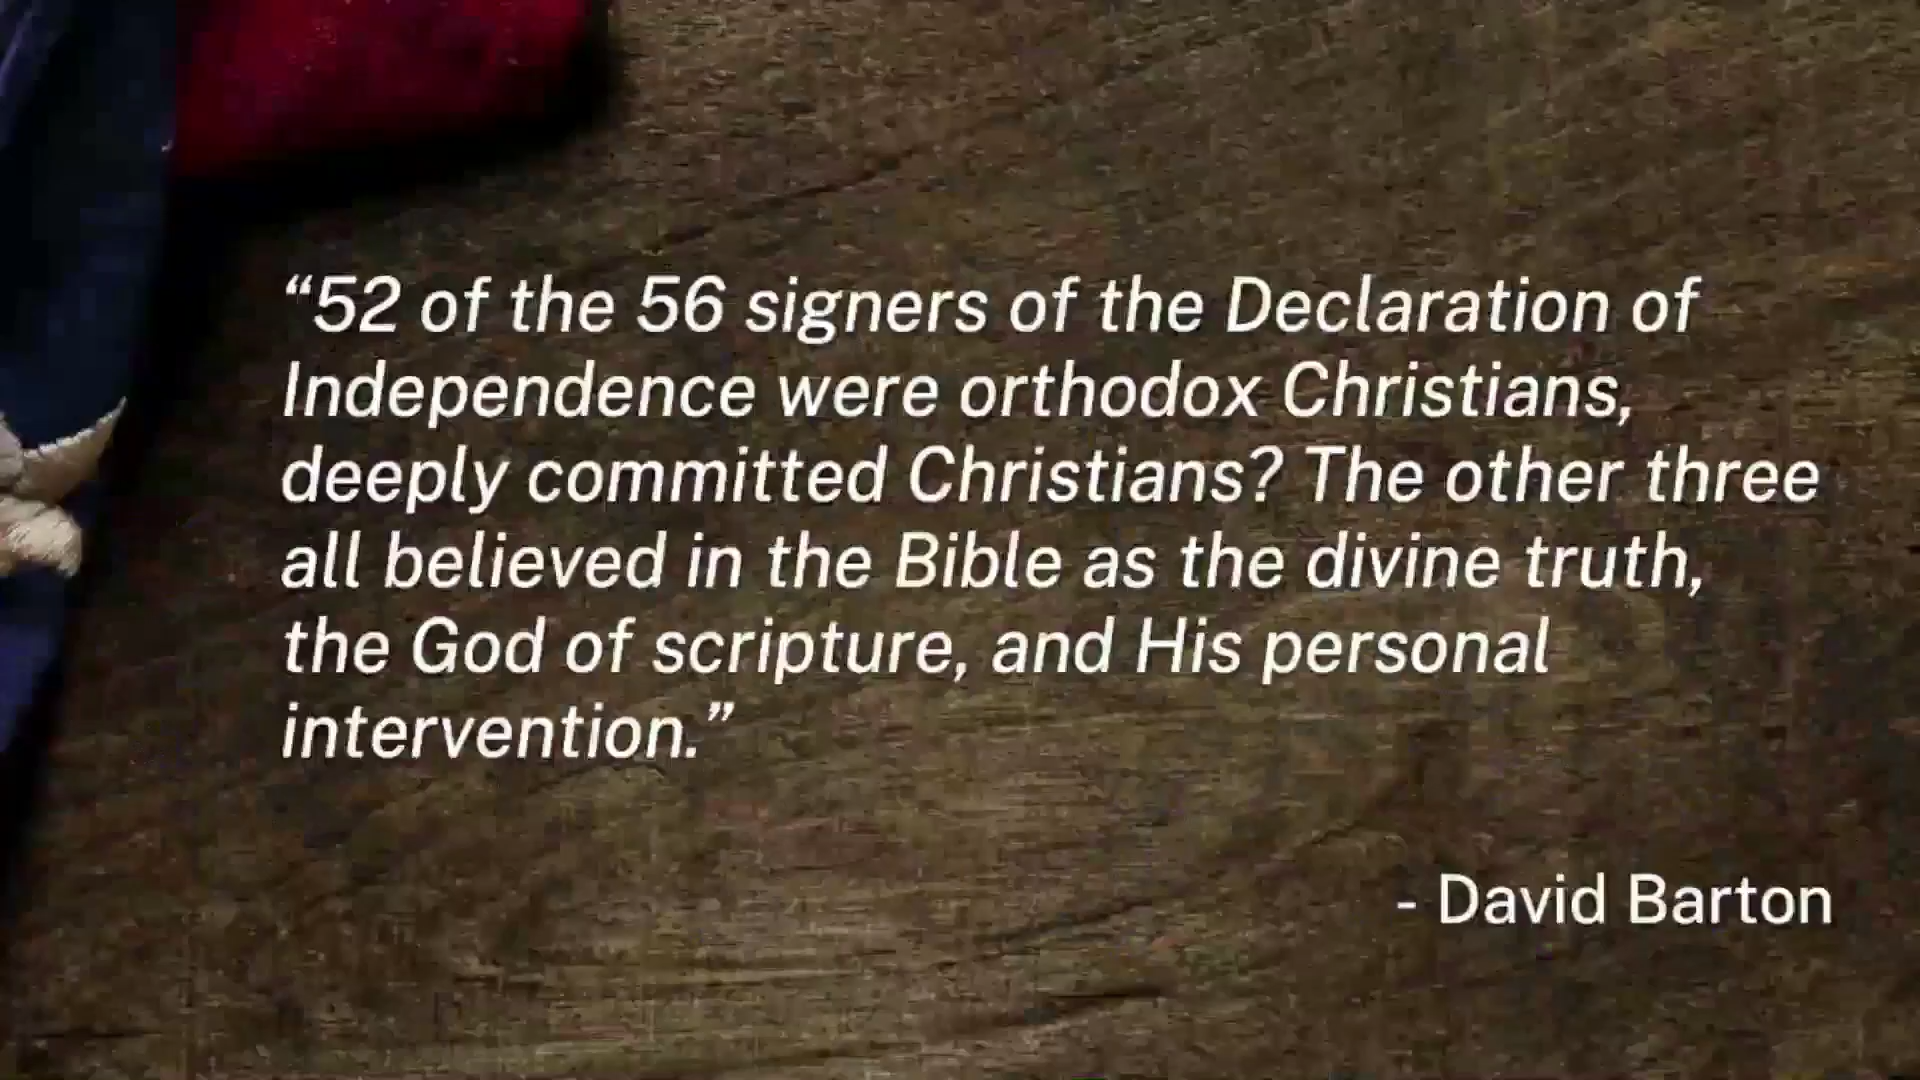 “52 of the 56 signers of the Declaration of
Independence were orthodox Christians,
deeply committed Christians? The other three
all believed in the Bible as the divine truth,
the God of scripture, and His personal
intervention.”
- David Barton